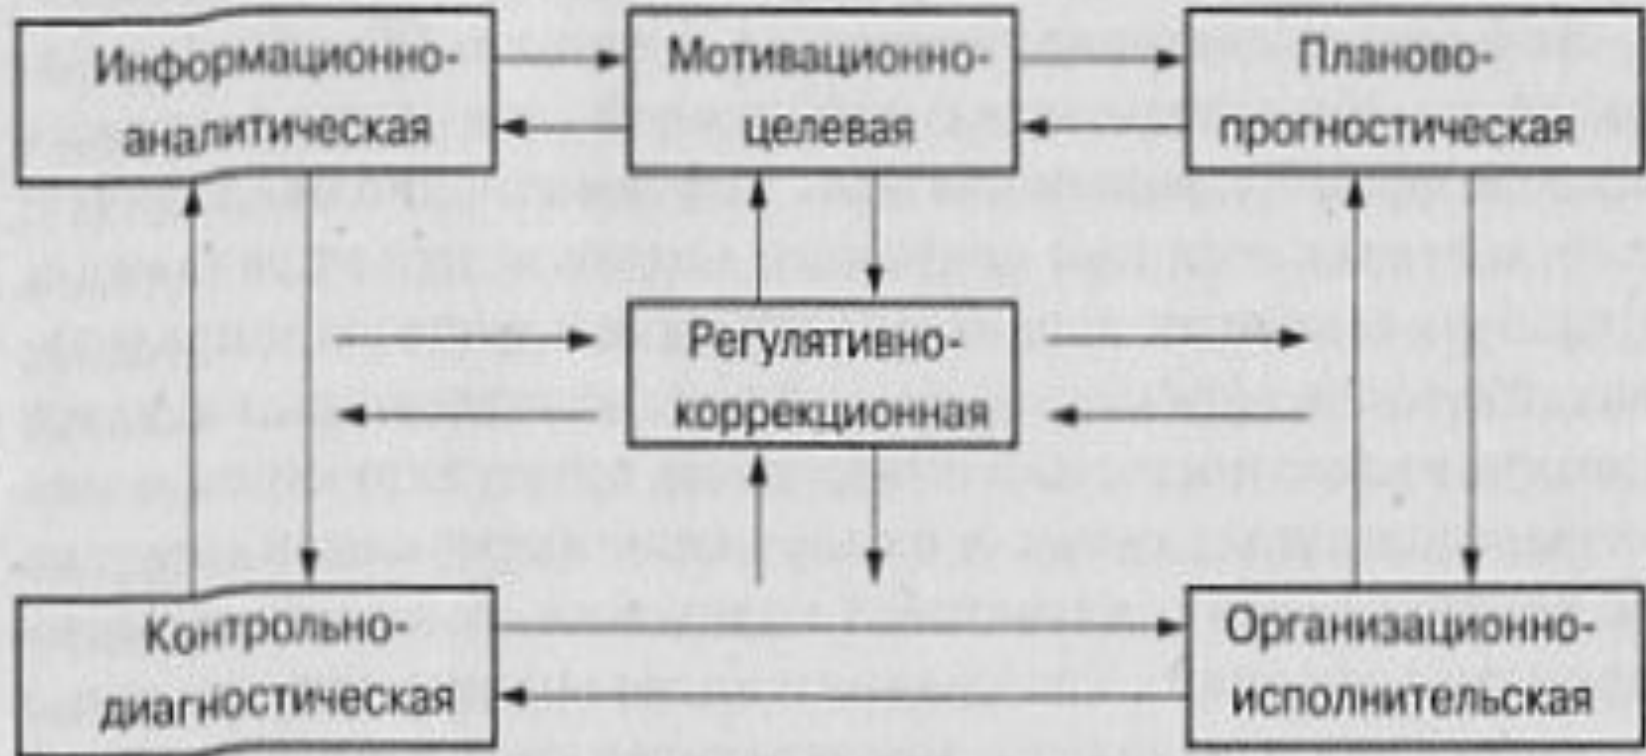 Информационно-
аналитическая
Мотивационно-
целевая
Планово-
прогностическая
Регулятивно-
коррекционная
Контрольно-
диагностическая
Организационно-
исполнительская